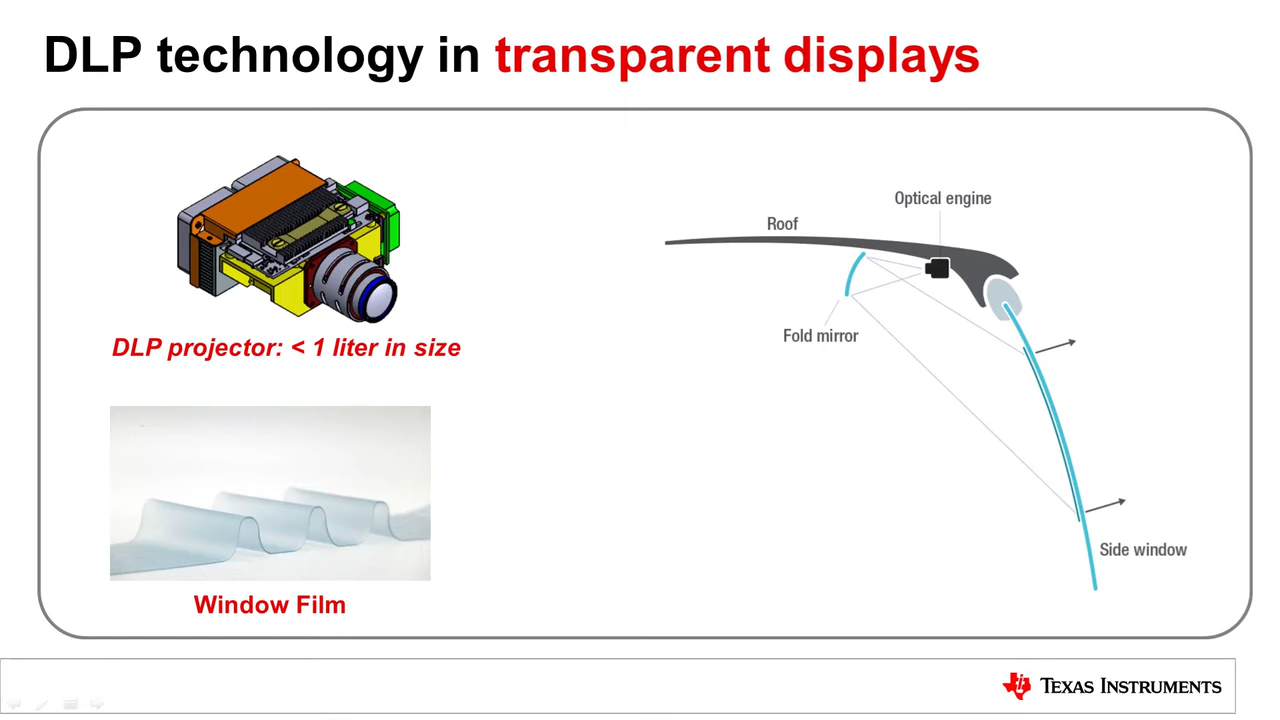 DLP technology in transparent displays
DLP projector: < 1 liter in size
Window Film
Optical engine
Roof
Fold mirror
Side window
TEXAS INSTRUMENTS